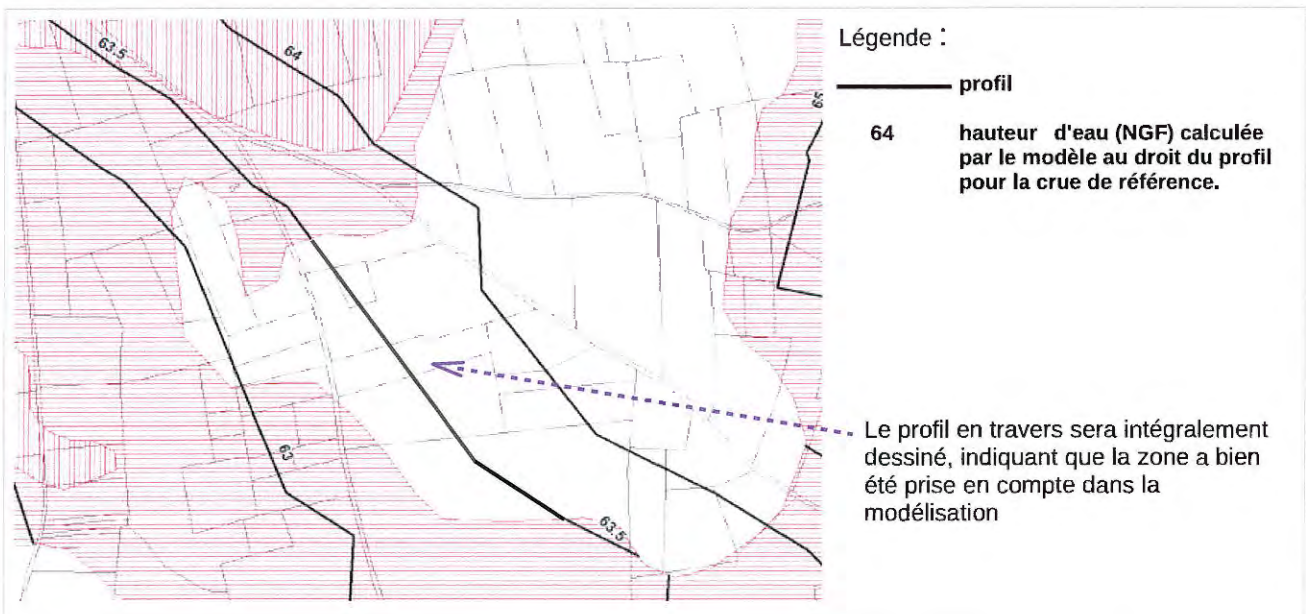 63.5
64
59
63
63.5
Légende :
profil
64 hauteur d'eau (NGF) calculée
par le modèle au droit du profil
pour la crue de référence.
Le profil en travers sera intégralement
dessiné, indiquant que la zone a bien
été prise en compte dans la
modélisation